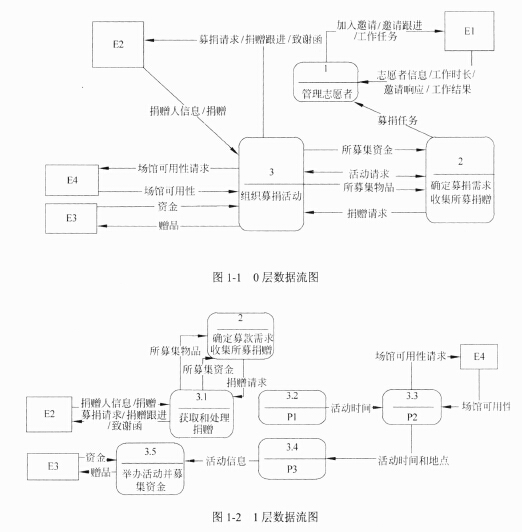 E2
募捐请求/捐赠跟进/致谢函
加入邀请/邀请跟进
/工作任务
E1
1
管理志愿者
志愿者信息/工作时长/
邀请响应/工作结果
捐赠人信息/捐赠
募捐任务
E4
场馆可用性请求
场馆可用性
E3
资金
赠品
3
组织募捐活动
所募集资金
活动请求
所募集物品
捐赠请求
2
确定募捐需求
收集所募捐赠
图 1-1 0 层数据流图
2
确定募款需求
收集所募捐赠
所募集物品
所募集资金
捐赠请求
E2
捐赠人信息/捐赠
募捐请求/捐赠跟进/
致谢函
3.1
获取和处理
捐赠
3.2
P1
活动时间
3.3
P2
场馆可用性请求
E4
场馆可用性
E3
资金
赠品
3.5
举办活动并募
集资金
活动信息
3.4
P3
活动时间和地点
图 1-2 1 层数据流图